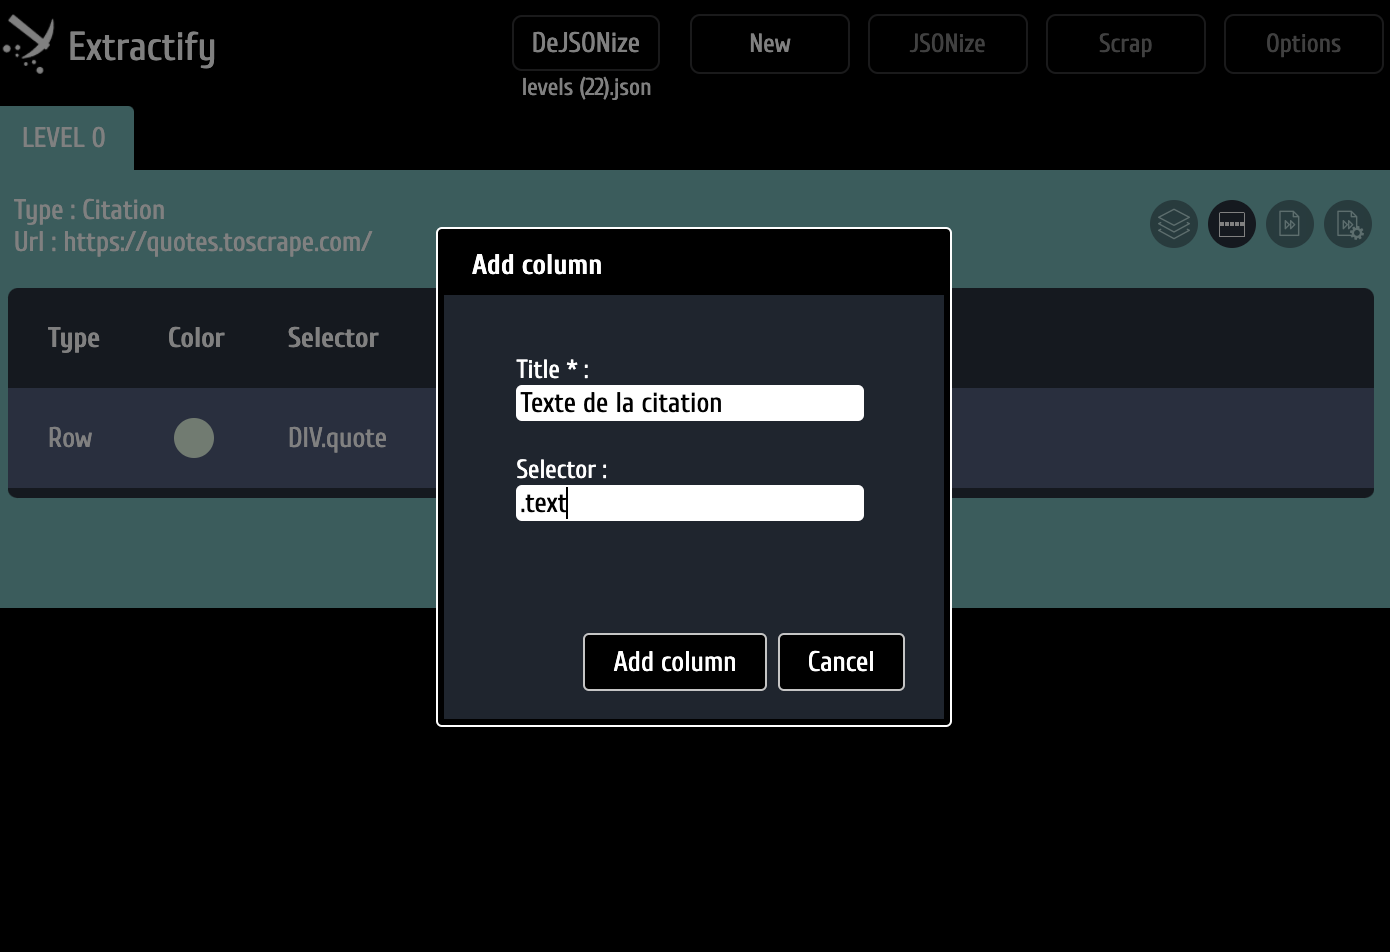 Extractify
DeJSONize
New
JSONize
Scrap
Options
levels (22).json
LEVEL 0
Type : Citation
Url : https://quotes.toscrape.com/
Type
Color
Selector
Row
DIV.quote
Add column
Title * :
Texte de la citation
Selector :
.text
Add column
Cancel